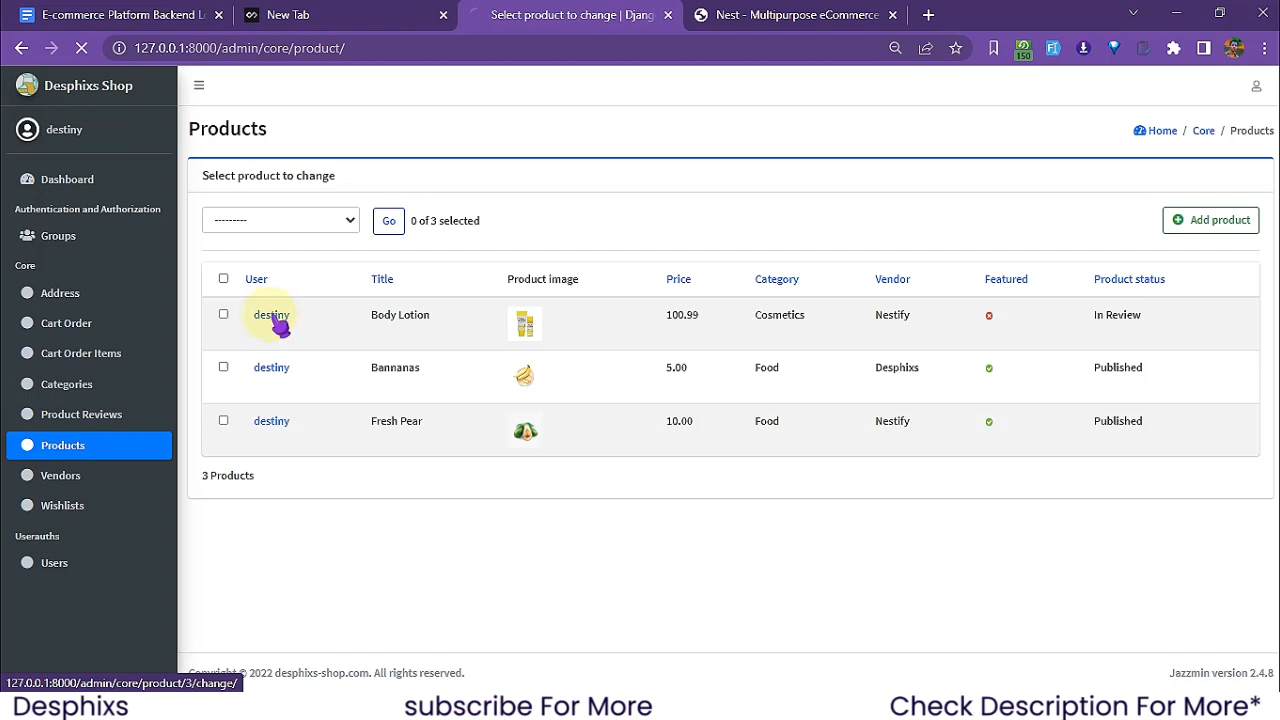 E-commerce Platform Backend Lo
New Tab
Select product to change | Djang
Nest - Multipurpose eCommerce
127.0.0.1:8000/admin/core/product/
150
Desphixs Shop
destiny
Dashboard
Authentication and Authorization
Groups
Core
Address
Cart Order
Cart Order Items
Categories
Product Reviews
Products
Vendors
Wishlists
Userauths
Users
Products
Home / Core / Products
Select product to change
---------
Go
0 of 3 selected
Add product
User Title Product image Price Category Vendor Featured Product status
destiny Body Lotion 100.99 Cosmetics Nestify In Review
destiny Bannanas 5.00 Food Desphixs Published
destiny Fresh Pear 10.00 Food Nestify Published
3 Products
Copyright © 2022 desphixs-shop.com. All rights reserved.
Jazzmin version 2.4.8
127.0.0.1:8000/admin/core/product/3/change/
Desphixs
subscribe For More
Check Description For More*